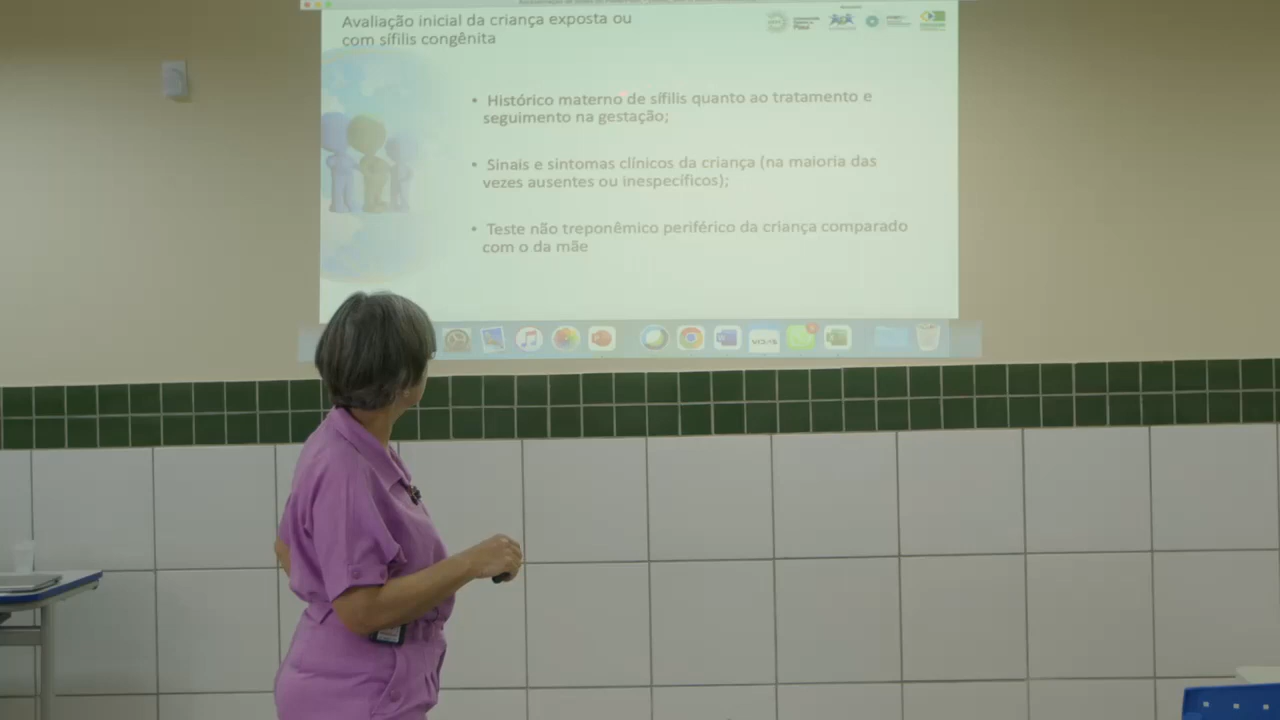 Avaliação inicial da criança exposta ou
com sífilis congênita
• Histórico materno de sífilis quanto ao tratamento e
seguimento na gestação;
• Sinais e sintomas clínicos da criança (na maioria das
vezes ausentes ou inespecíficos);
• Teste não treponêmico periférico da criança comparado
com o da mãe